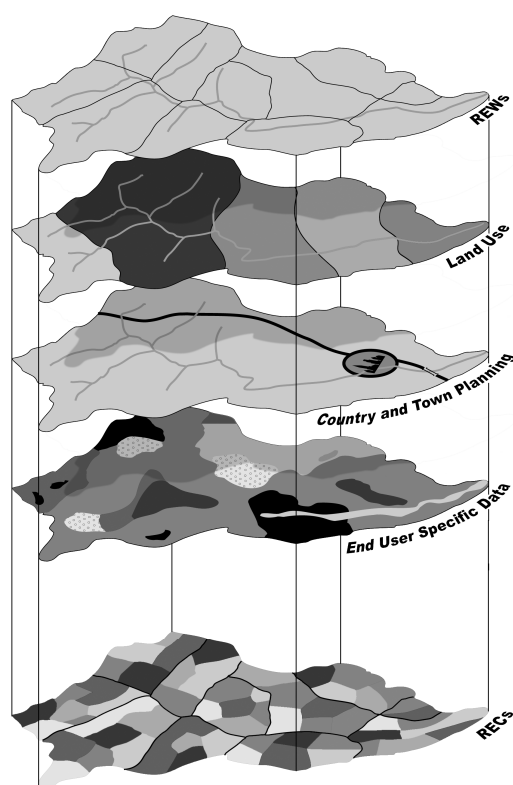 REWs
Land Use
Country and Town Planning
End User Specific Data
RECs